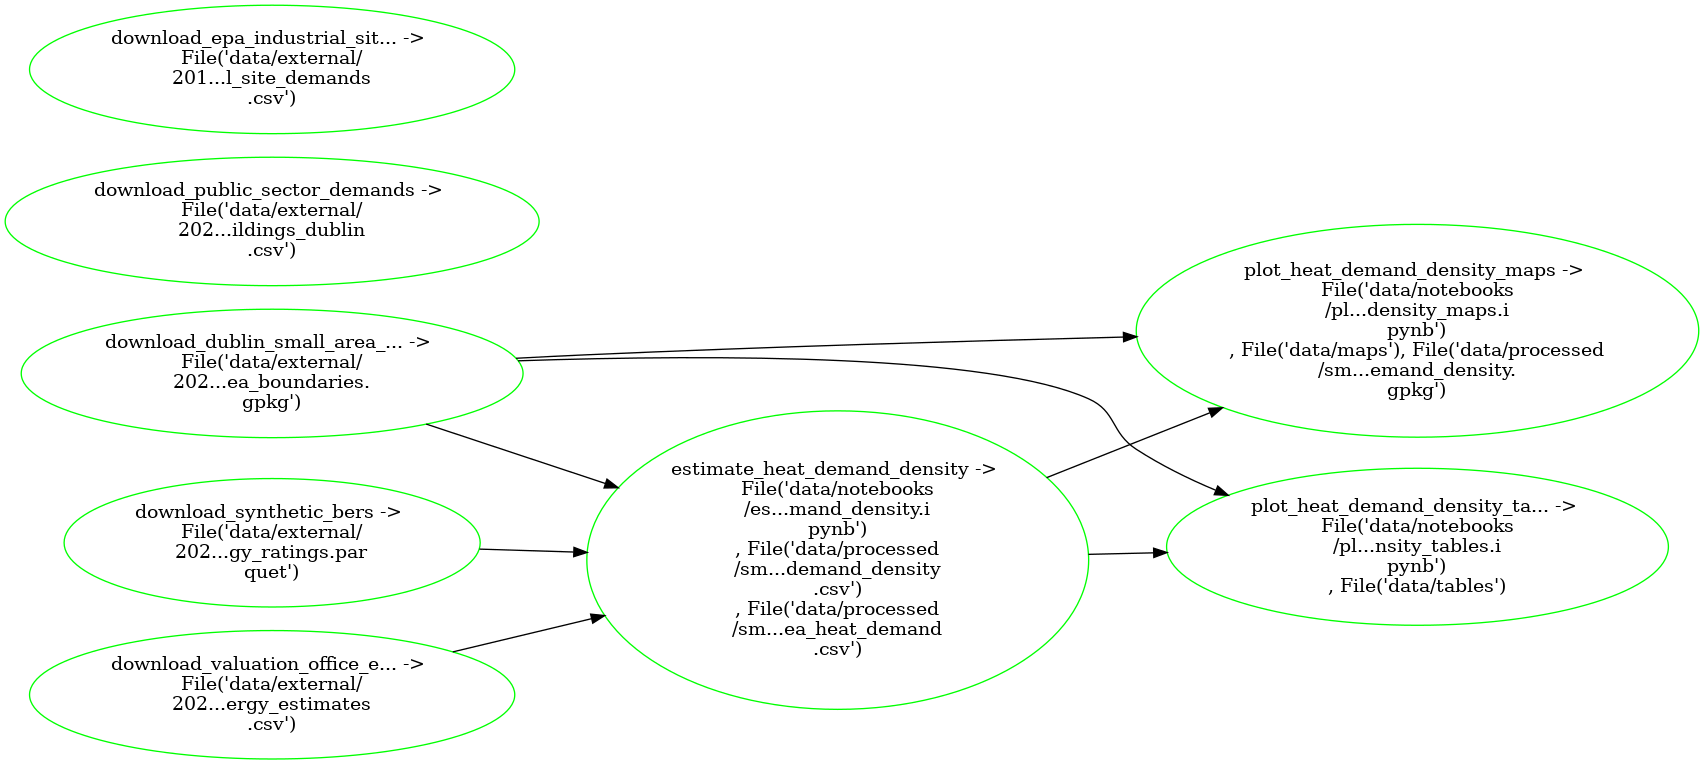 download_epa_industrial_sit... ->
File('data/external/
201...l_site_demands
.csv')
download_public_sector_demands ->
File('data/external/
202...ildings_dublin
.csv')
download_dublin_small_area_... ->
File('data/external/
202...ea_boundaries.
gpkg')
download_synthetic_bers ->
File('data/external/
202...gy_ratings.par
quet')
download_valuation_office_e... ->
File('data/external/
202...ergy_estimates
.csv')
estimate_heat_demand_density ->
File('data/notebooks
/es...mand_density.i
pynb')
, File('data/processed
/sm...demand_density
.csv')
, File('data/processed
/sm...ea_heat_demand
.csv')
plot_heat_demand_density_maps ->
File('data/notebooks
/pl...density_maps.i
pynb')
, File('data/maps'), File('data/processed
/sm...emand_density.
gpkg')
plot_heat_demand_density_ta... ->
File('data/notebooks
/pl...nsity_tables.i
pynb')
, File('data/tables')